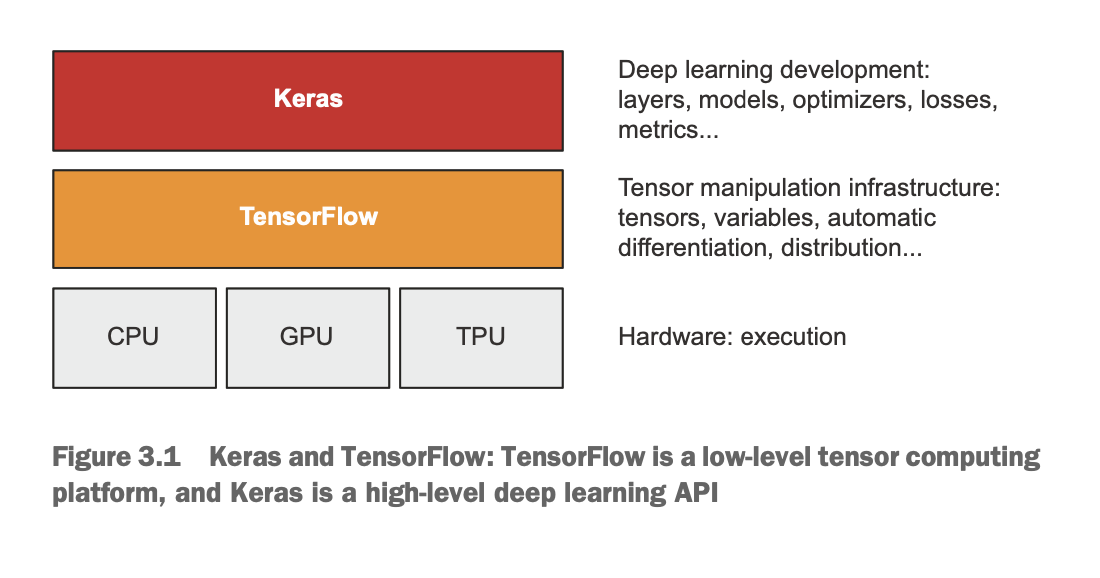 Keras
Deep learning development:
layers, models, optimizers, losses,
metrics...
TensorFlow
Tensor manipulation infrastructure:
tensors, variables, automatic
differentiation, distribution...
CPU
GPU
TPU
Hardware: execution
Figure 3.1 Keras and TensorFlow: TensorFlow is a low-level tensor computing
platform, and Keras is a high-level deep learning API